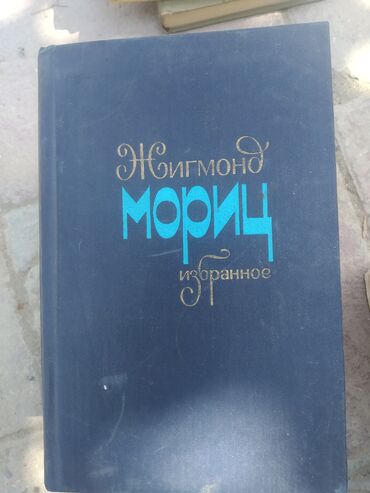 Жигмонд
МОРИЦ
избранное